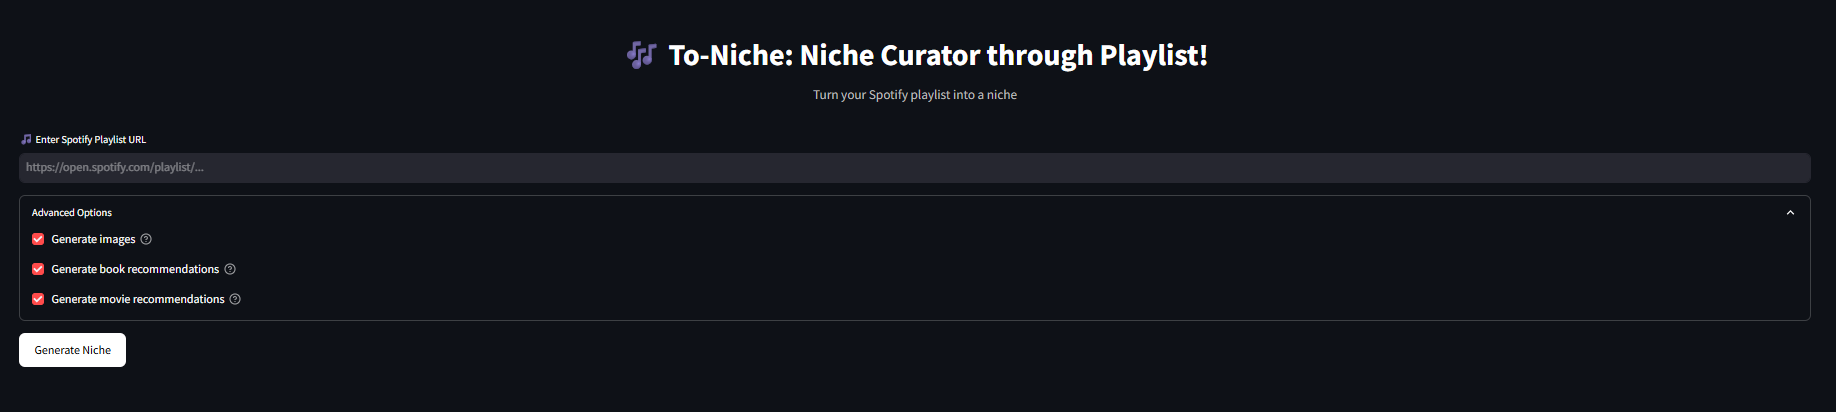 To-Niche: Niche Curator through Playlist!
Turn your Spotify playlist into a niche
Enter Spotify Playlist URL
https://open.spotify.com/playlist/...
Advanced Options
Generate images
Generate book recommendations
Generate movie recommendations
Generate Niche